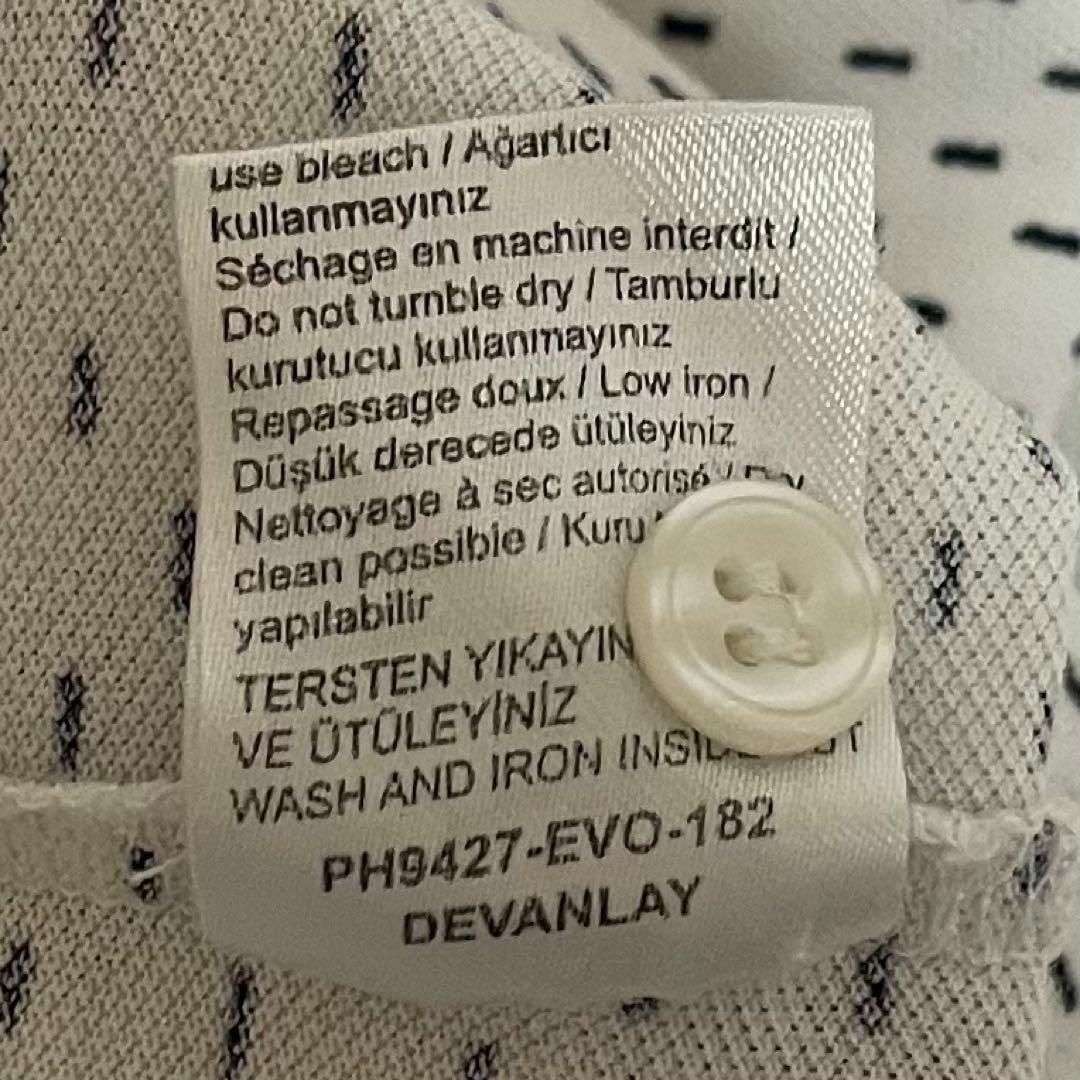 use bleach / Ağartıcı
kullanmayınız
Séchage en machine interdit /
Do not tumble dry / Tamburlu
kurutucu kullanmayınız
Repassage doux / Low iron /
Düşük derecede ütüleyiniz
Nettoyage à sec autorisé /
clean possible / Kuru
yapılabilir
TERSTEN YIKAYIN
VE ÜTÜLEYİNİZ
WASH AND IRON
PH9427-EVO-182
DEVANLAY